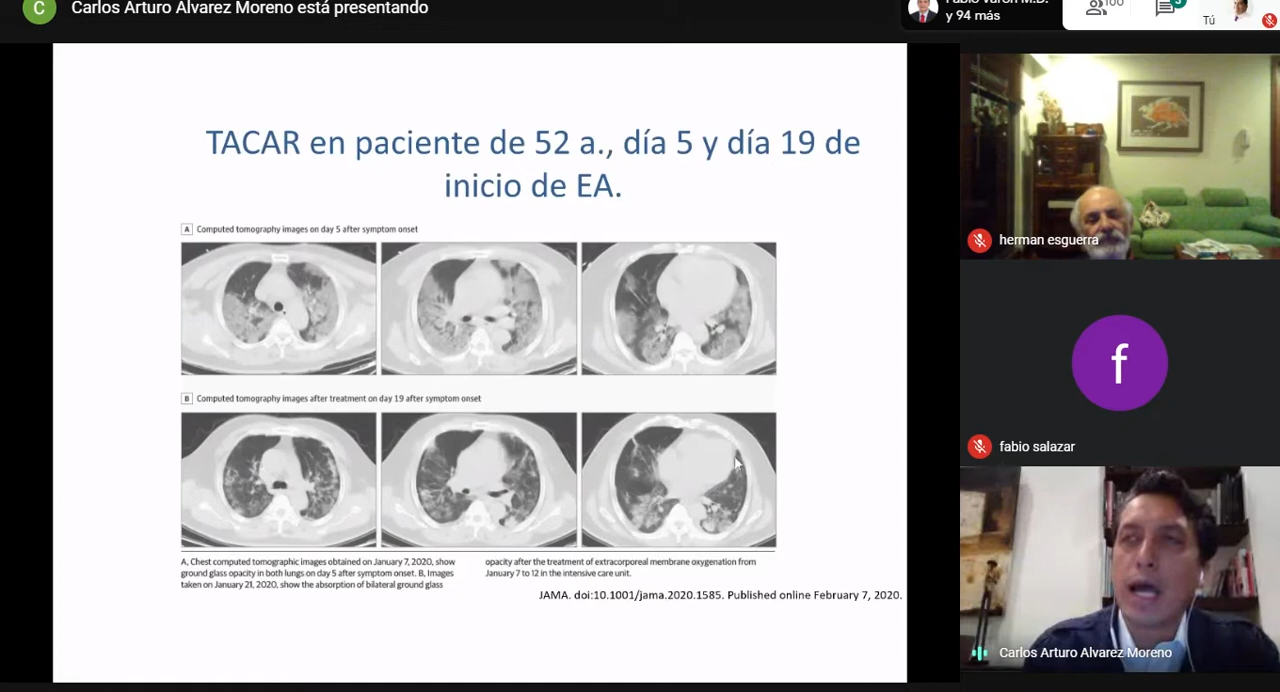 C
Carlos Arturo Alvarez Moreno está presentando
Fabio Varón M.D.
y 94 más
100
Tú
TACAR en paciente de 52 a., día 5 y día 19 de
inicio de EA.
A Computed tomography images on day 5 after symptom onset
B Computed tomography images after treatment on day 19 after symptom onset
A, Chest computed tomographic images obtained on January 7, 2020, show
ground glass opacity in both lungs on day 5 after symptom onset. B, Images
taken on January 21, 2020, show the absorption of bilateral ground glass
opacity after the treatment of extracorporeal membrane oxygenation from
January 7 to 12 in the intensive care unit.
JAMA. doi:10.1001/jama.2020.1585. Published online February 7, 2020.
herman esguerra
f
fabio salazar
Carlos Arturo Alvarez Moreno